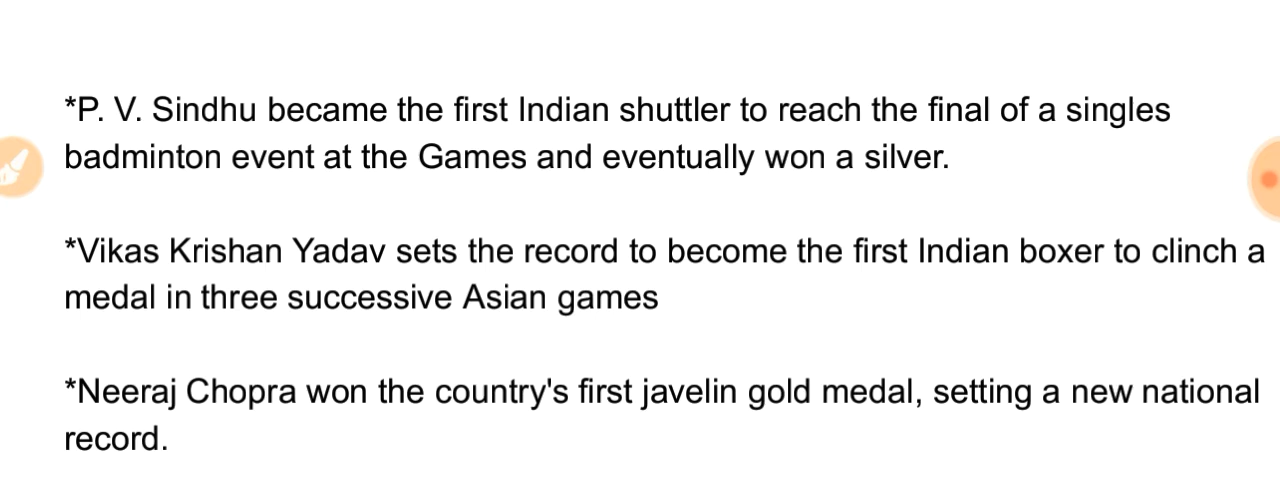 *P. V. Sindhu became the first Indian shuttler to reach the final of a singles
badminton event at the Games and eventually won a silver.
*Vikas Krishan Yadav sets the record to become the first Indian boxer to clinch a
medal in three successive Asian games
*Neeraj Chopra won the country's first javelin gold medal, setting a new national
record.